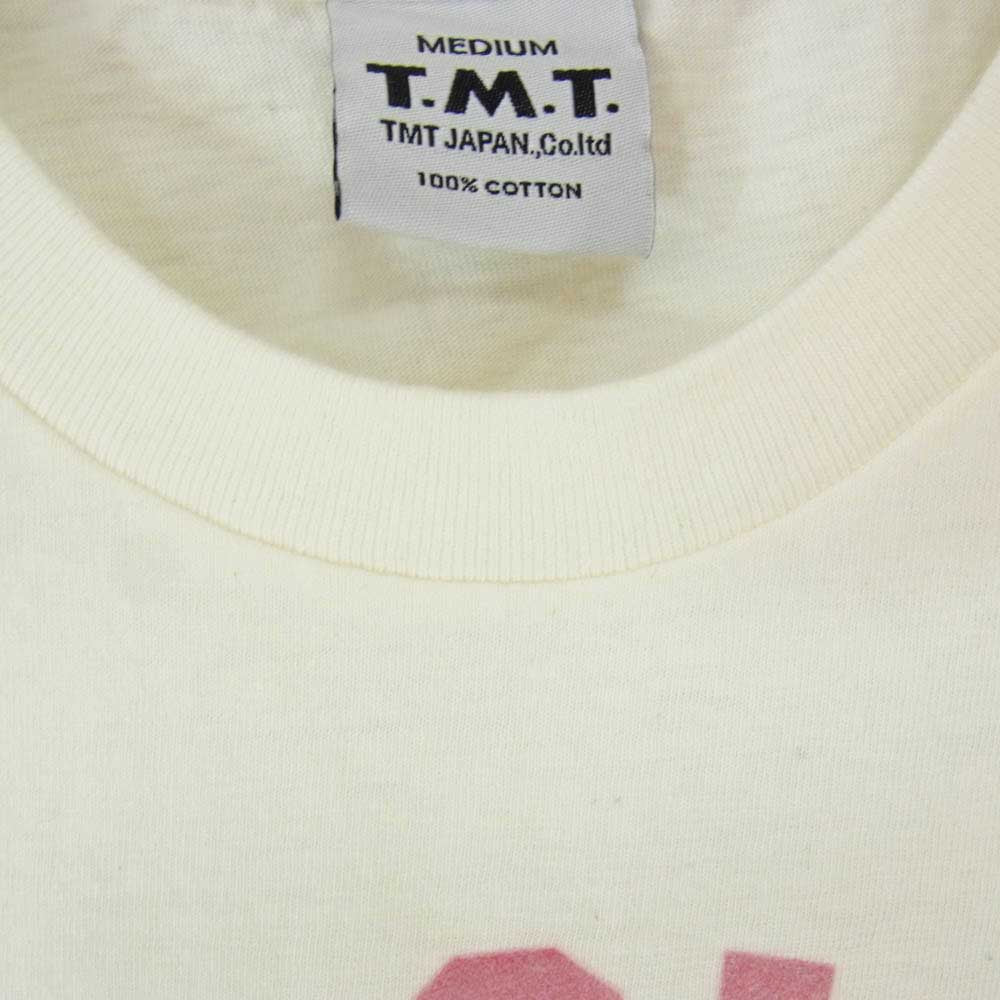 MEDIUM
T.M.T.
TMT JAPAN.,Co.ltd
100% COTTON